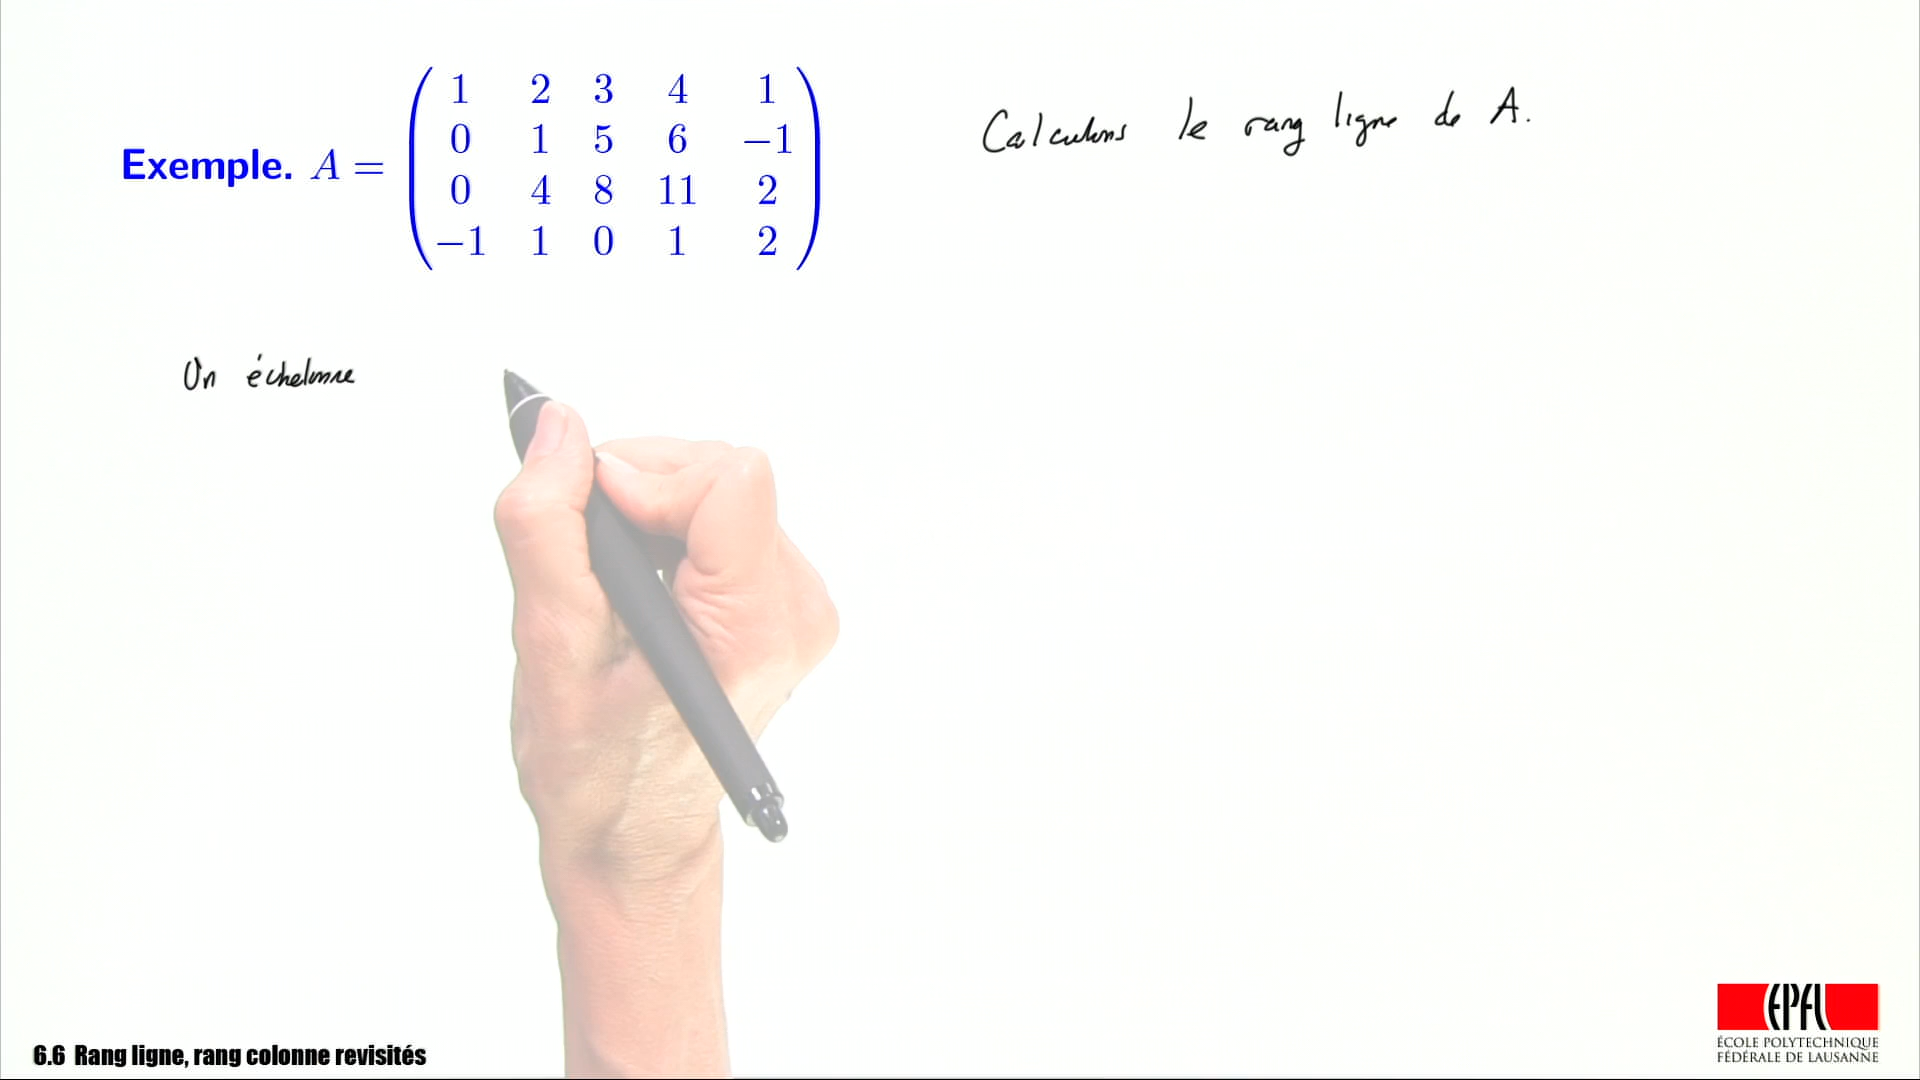 Exemple. A = 
1 2 3 4 1
0 1 5 6 −1
0 4 8 11 2
−1 1 0 1 2
Calculons le rang ligne de A.
On échelonne
6.6 Rang ligne, rang colonne revisités
EPFL
ÉCOLE POLYTECHNIQUE
FÉDÉRALE DE LAUSANNE